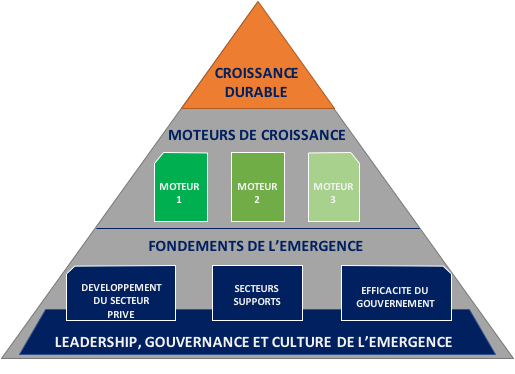 CROISSANCE
DURABLE
MOTEURS DE CROISSANCE
MOTEUR
1
MOTEUR
2
MOTEUR
3
FONDEMENTS DE L’EMERGENCE
DEVELOPPEMENT
DU SECTEUR
PRIVE
SECTEURS
SUPPORTS
EFFICACITE DU
GOUVERNEMENT
LEADERSHIP, GOUVERNANCE ET CULTURE DE L’EMERGENCE